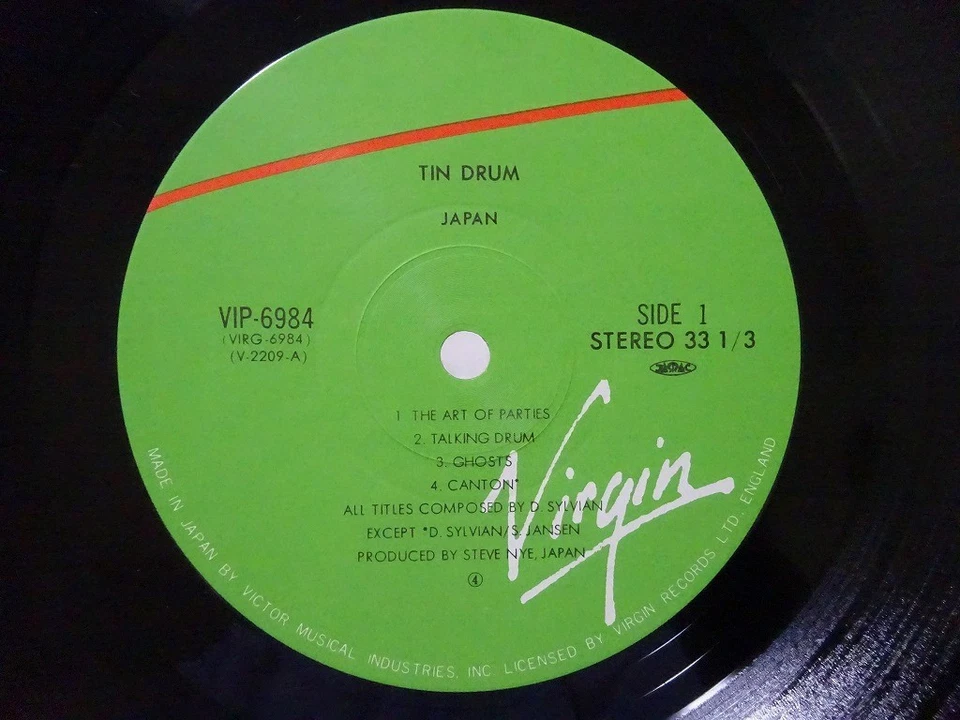 TIN DRUM
JAPAN
VIP-6984
(VIRG-6984)
(V-2209-A)
SIDE 1
STEREO 33 1/3
JASRAC
1 THE ART OF PARTIES
2. TALKING DRUM
3. GHOSTS
4. CANTON*
ALL TITLES COMPOSED BY D. SYLVIAN
EXCEPT *D. SYLVIAN/S. JANSEN
PRODUCED BY STEVE NYE, JAPAN
④
Virgin
MADE IN JAPAN BY VICTOR MUSICAL INDUSTRIES, INC. LICENSED BY VIRGIN RECORDS LTD. ENGLAND